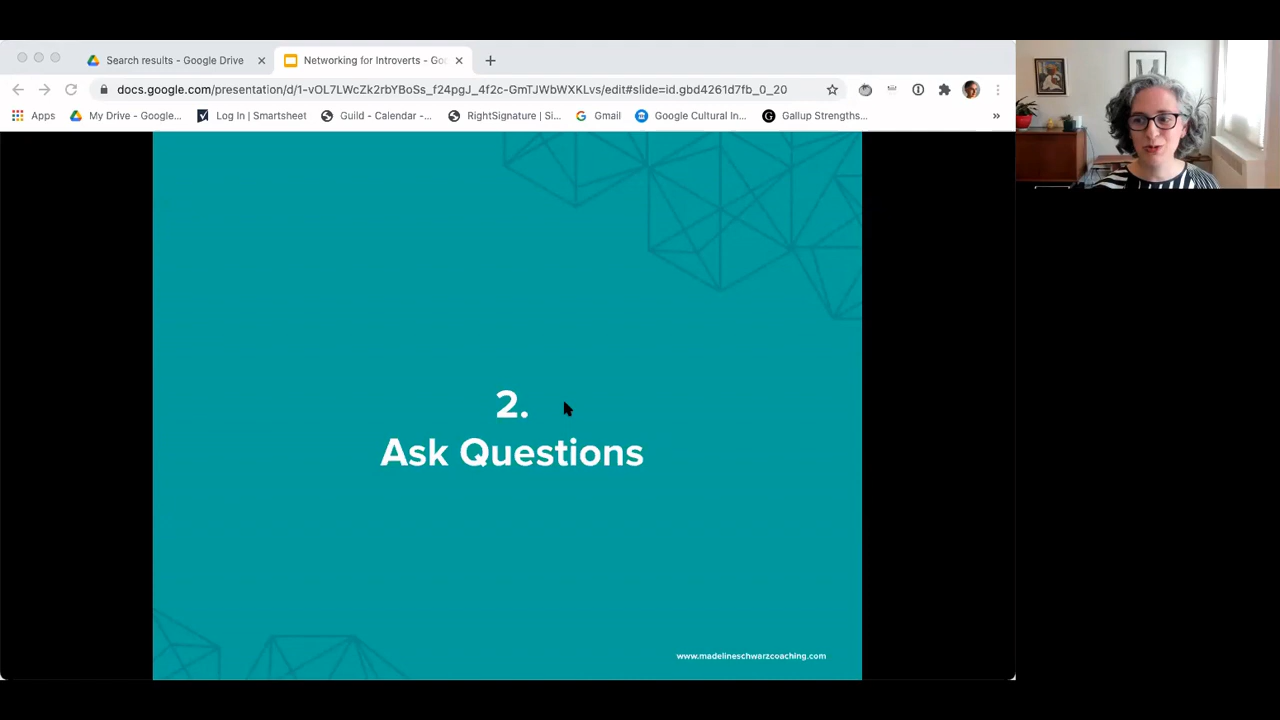 Search results - Google Drive
Networking for Introverts - Goo
docs.google.com/presentation/d/1-vOL7LWcZk2rbYBoSs_f24pgJ_4f2c-GmTJWbWXKLvs/edit#slide=id.gbd4261d7fb_0_20
Apps
My Drive - Google...
Log In | Smartsheet
Guild - Calendar -...
RightSignature | Si...
Gmail
Google Cultural In...
Gallup Strengths...
»
2.
Ask Questions
www.madelineschwarzcoaching.com